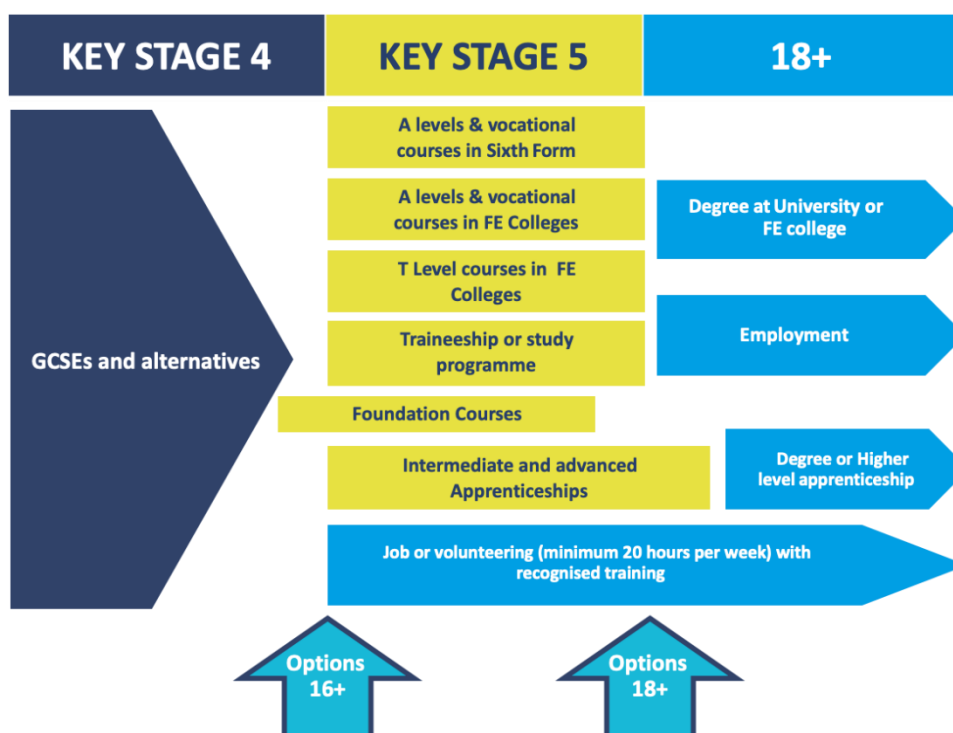 KEY STAGE 4
KEY STAGE 5
18+
GCSEs and alternatives
A levels & vocational
courses in Sixth Form
A levels & vocational
courses in FE Colleges
T Level courses in FE
Colleges
Traineeship or study
programme
Foundation Courses
Intermediate and advanced
Apprenticeships
Degree at University or
FE college
Employment
Degree or Higher
level apprenticeship
Job or volunteering (minimum 20 hours per week) with
recognised training
Options
16+
Options
18+